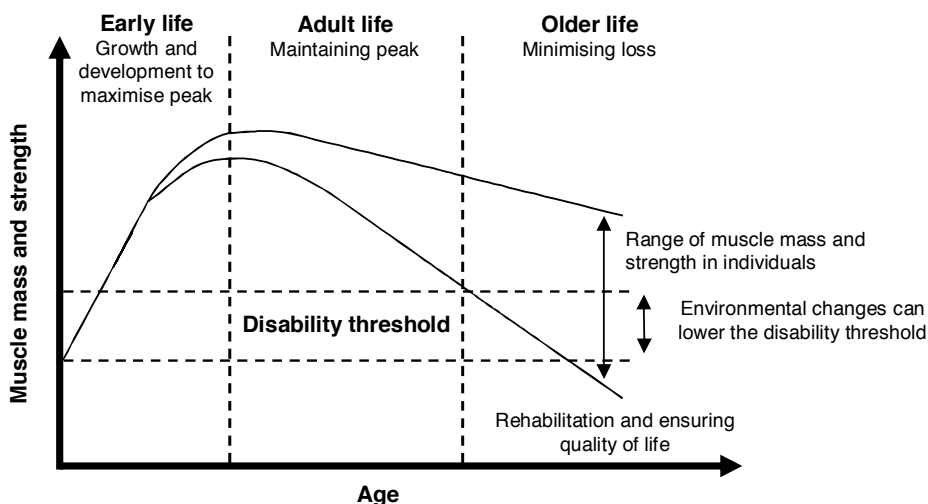 Early life
Growth and
development to
maximise peak
Adult life
Maintaining peak
Older life
Minimising loss
Muscle mass and strength
Range of muscle mass and
strength in individuals
Disability threshold
Environmental changes can
lower the disability threshold
Rehabilitation and ensuring
quality of life
Age